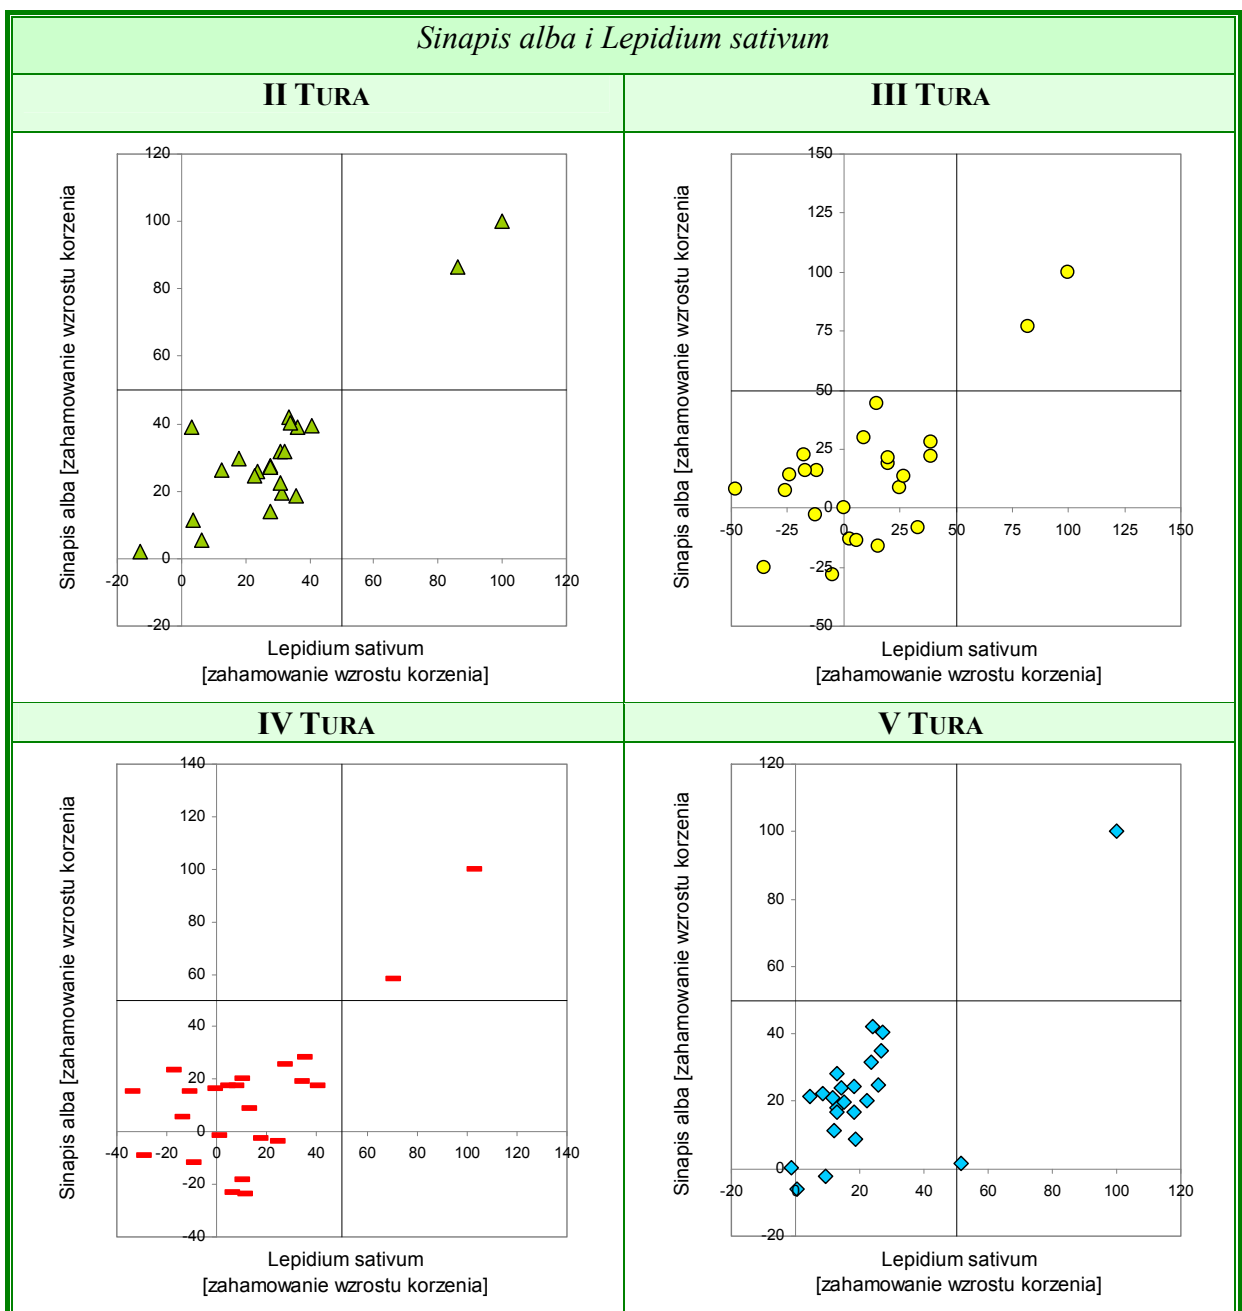 Sinapis alba i Lepidium sativum
II TURA
III TURA
Sinapis alba [zahamowanie wzrostu korzenia
120
100
80
60
40
20
0
-20
-20 0 20 40 60 80 100 120
Lepidium sativum
[zahamowanie wzrostu korzenia]
Sinapis alba [zahamowanie wzrostu korzenia
150
125
100
75
50
25
0
-25
-50
-50 -25 0 25 50 75 100 125 150
Lepidium sativum
[zahamowanie wzrostu korzenia]
IV TURA
V TURA
Sinapis alba [zahamowanie wzrostu korzenia
140
120
100
80
60
40
20
0
-20
-40
-40 -20 0 20 40 60 80 100 120 140
Lepidium sativum
[zahamowanie wzrostu korzenia]
Sinapis alba [zahamowanie wzrostu korzenia
120
100
80
60
40
20
0
-20
-20 0 20 40 60 80 100 120
Lepidium sativum
[zahamowanie wzrostu korzenia]